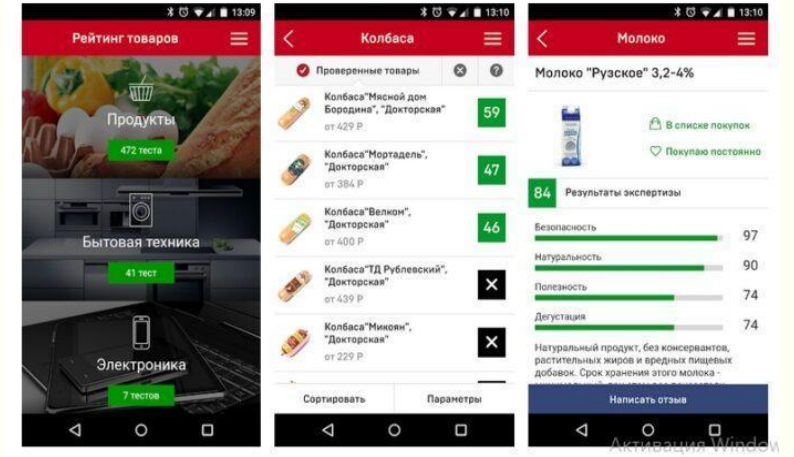 13:09
Рейтинг товаров
Продукты
472 теста
Бытовая техника
41 тест
Электроника
7 тестов
13:10
Колбаса
Проверенные товары
?
Колбаса"Мясной дом
Бородина", "Докторская"
от 429 Р
59
Колбаса"Мортадель",
"Докторская"
от 384 Р
47
Колбаса"Велком",
"Докторская"
от 400 Р
46
Колбаса"ТД Рублевский",
"Докторская"
от 439 Р
Колбаса"Микоян",
"Докторская"
от 229 Р
Сортировать
Параметры
13:10
Молоко
Молоко "Рузское" 3,2-4%
В списке покупок
Покупаю постоянно
84 Результаты экспертизы
Безопасность
97
Натуральность
90
Полезность
74
Дегустация
74
Натуральный продукт, без консервантов,
растительных жиров и вредных пищевых
добавок. Срок хранения этого молока -
Написать отзыв
Активация Window